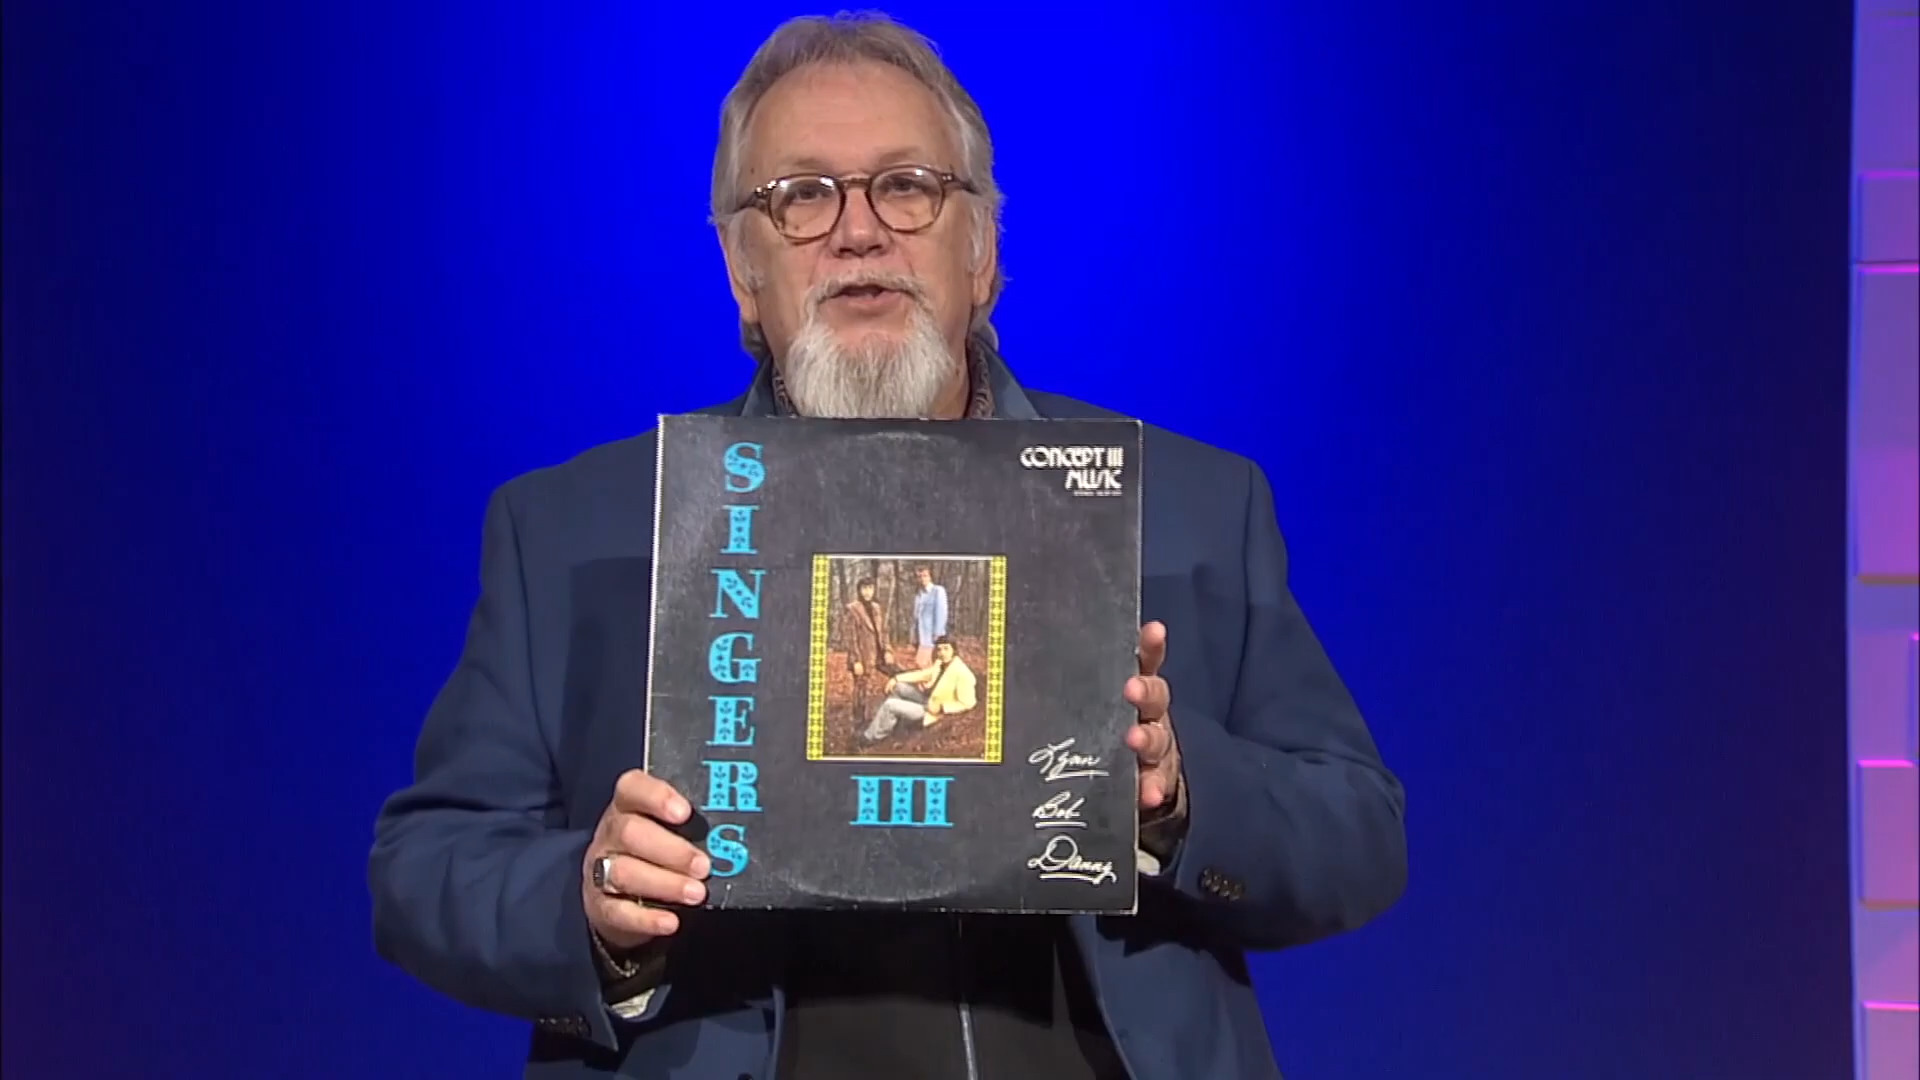 SINGERS
III
CONCEPT III
MUSIC
Lynn
Bob
Danny